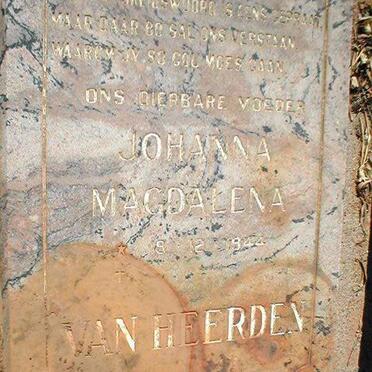 MAAR DAAR BO SAL ONS VERSTAAN
WAAROM JY SO GOU MOES GAAN
ONS DIERBARE MOEDER
JOHANNA
MAGDALENA
* 8 12 1944
†
VAN HEERDEN